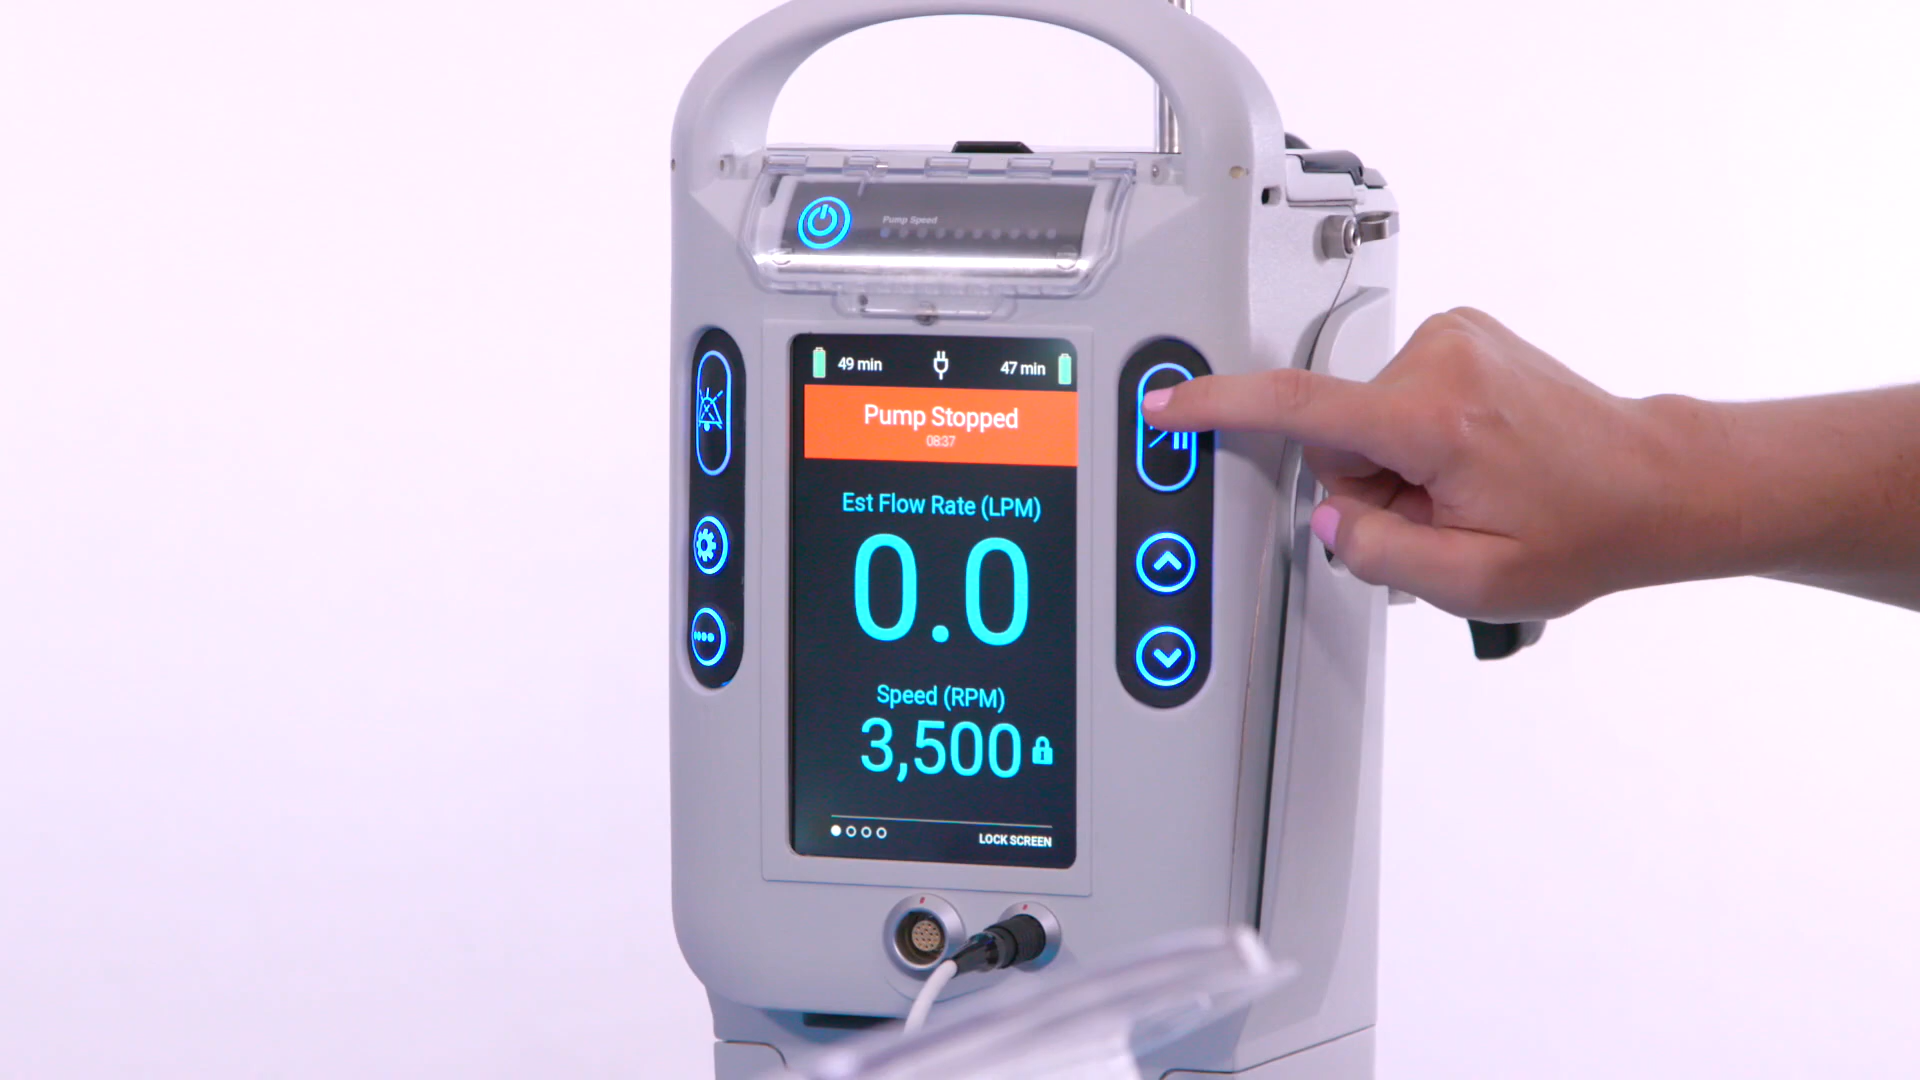 Pump Speed
49 min
47 min
Pump Stopped
08:37
Est Flow Rate (LPM)
0.0
Speed (RPM)
3,500
LOCK SCREEN